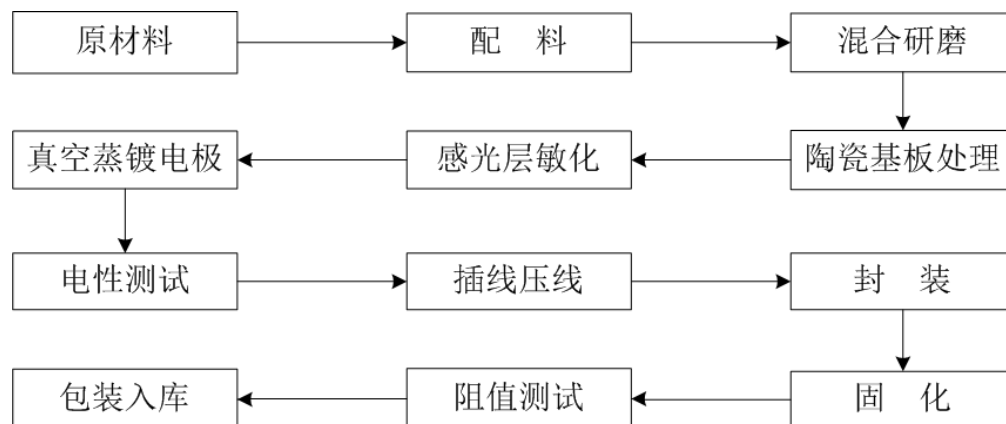 原材料
配 料
混合研磨
陶瓷基板处理
感光层敏化
真空蒸镀电极
电性测试
插线压线
封 装
固 化
阻值测试
包装入库